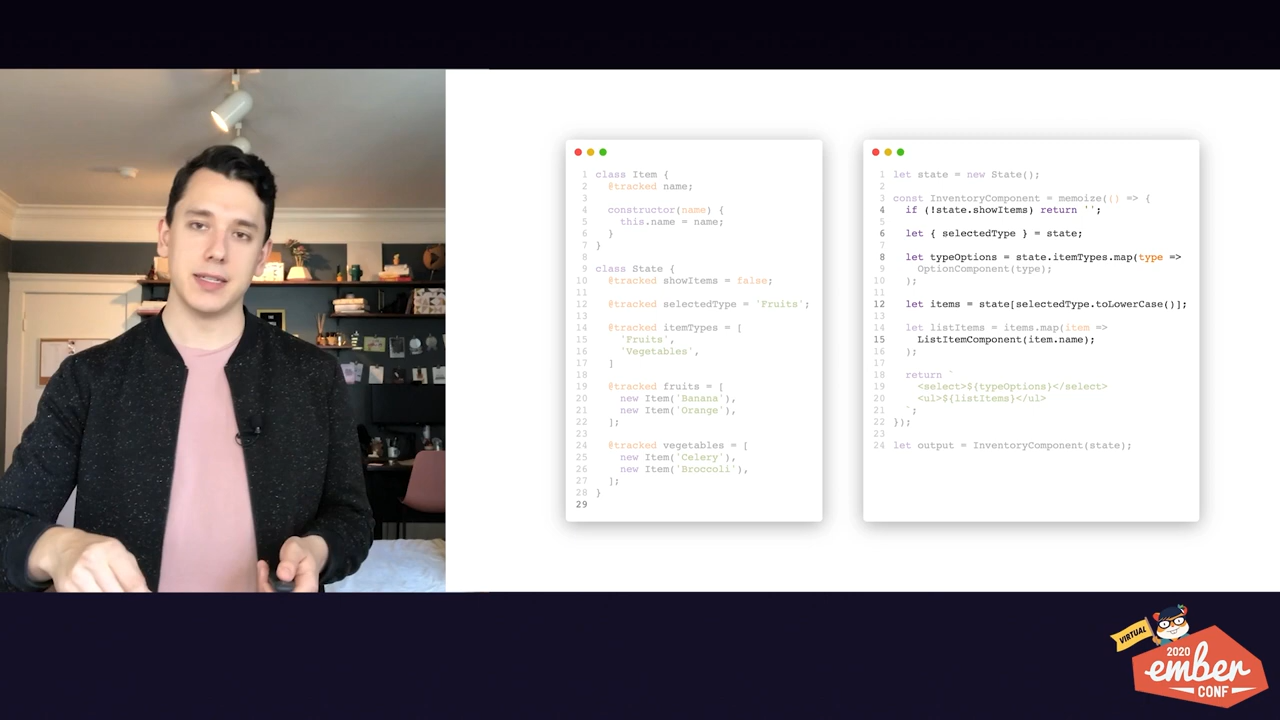 1 class Item {
2 @tracked name;
3
4 constructor(name) {
5 this.name = name;
6 }
7 }
8
9 class State {
10 @tracked showItems = false;
11
12 @tracked selectedType = 'Fruits';
13
14 @tracked itemTypes = [
15 'Fruits',
16 'Vegetables',
17 ]
18
19 @tracked fruits = [
20 new Item('Banana'),
21 new Item('Orange'),
22 ];
23
24 @tracked vegetables = [
25 new Item('Celery'),
26 new Item('Broccoli'),
27 ];
28 }
29
1 let state = new State();
2
3 const InventoryComponent = memoize(() => {
4 if (!state.showItems) return '';
5
6 let { selectedType } = state;
7
8 let typeOptions = state.itemTypes.map(type =>
9 OptionComponent(type);
10 );
11
12 let items = state[selectedType.toLowerCase()];
13
14 let listItems = items.map(item =>
15 ListItemComponent(item.name);
16 );
17
18 return `
19 <select>${typeOptions}</select>
20 <ul>${listItems}</ul>
21 `;
22 });
23
24 let output = InventoryComponent(state);
VIRTUAL
2020
ember
CONF